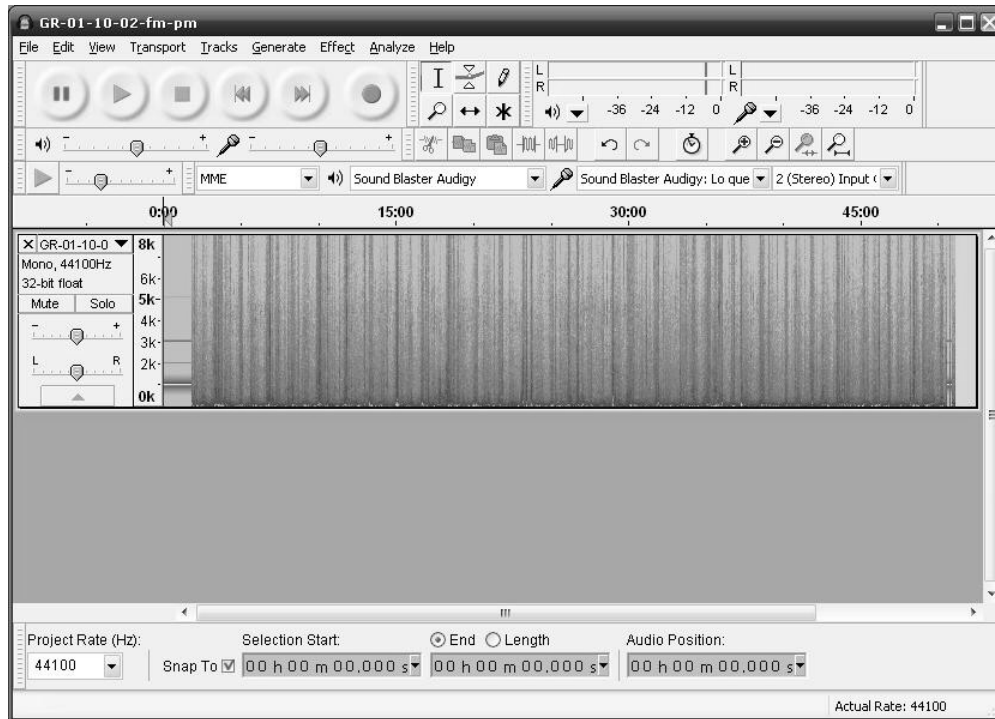 GR-01-10-02-fm-pm
File Edit View Transport Tracks Generate Effect Analyze Help
L L
R R
-36 -24 -12 0 -36 -24 -12 0
- + - +
- + MME Sound Blaster Audigy Sound Blaster Audigy: Lo que 2 (Stereo) Input (
0:00 15:00 30:00 45:00
GR-01-10-0 8k
Mono, 44100Hz
32-bit float 6k
Mute Solo 5k
- + 4k
3k
L R 2k
0k
Project Rate (Hz): Selection Start: End Length Audio Position:
44100 Snap To 00 h 00 m 00,000 s 00 h 00 m 00,000 s 00 h 00 m 00,000 s
Actual Rate: 44100